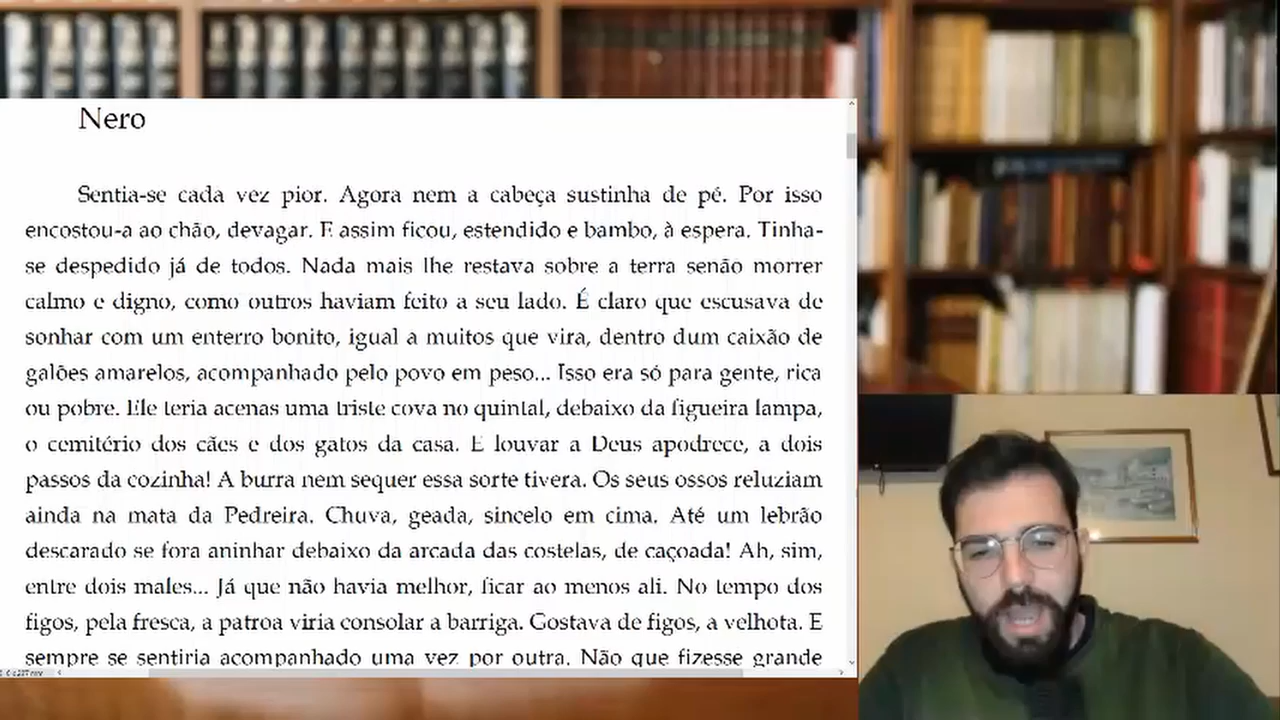 Nero
Sentia-se cada vez pior. Agora nem a cabeça sustinha de pé. Por isso
encostou-a ao chão, devagar. E assim ficou, estendido e bambo, à espera. Tinha-
se despedido já de todos. Nada mais lhe restava sobre a terra senão morrer
calmo e digno, como outros haviam feito a seu lado. É claro que escusava de
sonhar com um enterro bonito, igual a muitos que vira, dentro dum caixão de
galões amarelos, acompanhado pelo povo em peso... Isso era só para gente, rica
ou pobre. Ele teria acenas uma triste cova no quintal, debaixo da figueira lampa,
o cemitério dos cães e dos gatos da casa. E louvar a Deus apodrece, a dois
passos da cozinha! A burra nem sequer essa sorte tivera. Os seus ossos reluziam
ainda na mata da Pedreira. Chuva, geada, sincelo em cima. Até um lebrão
descarado se fora aninhar debaixo da arcada das costelas, de caçoada! Ah, sim,
entre dois males... Já que não havia melhor, ficar ao menos ali. No tempo dos
figos, pela fresca, a patroa viria consolar a barriga. Gostava de figos, a velhota. E
sempre se sentiria acompanhado uma vez por outra. Não que fizesse grande